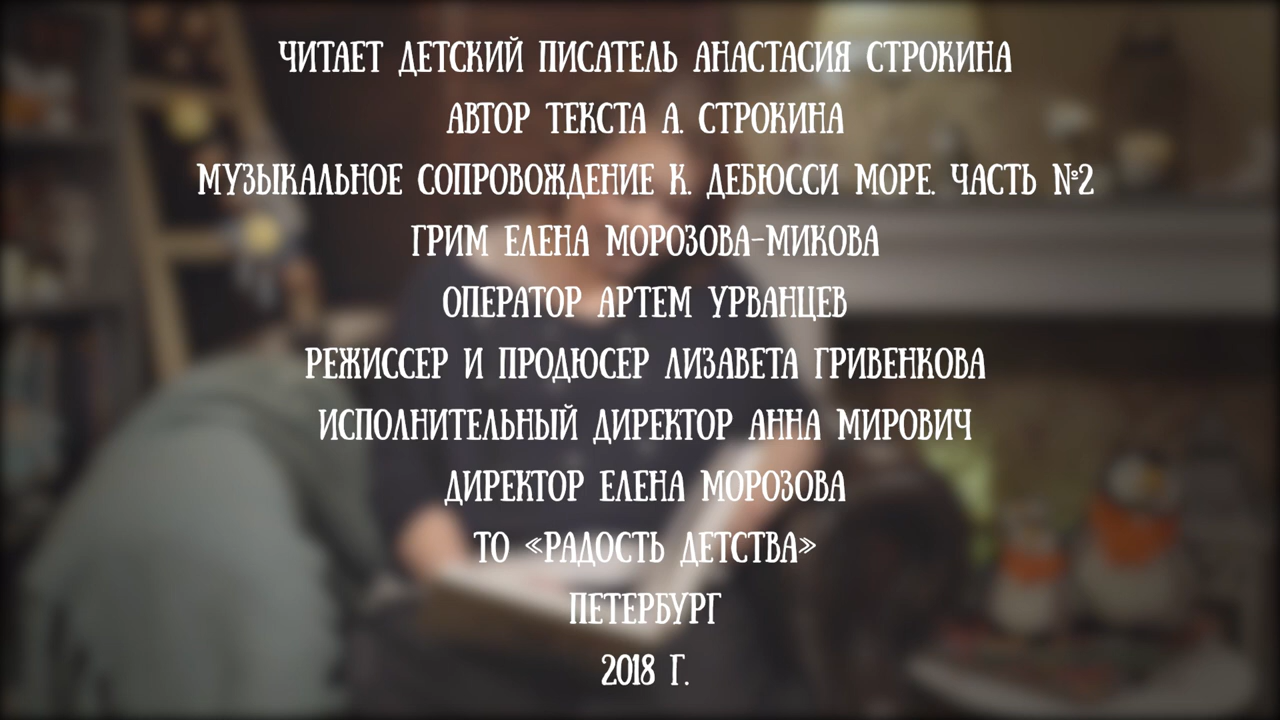 ЧИТАЕТ ДЕТСКИЙ ПИСАТЕЛЬ АНАСТАСИЯ СТРОКИНА
АВТОР ТЕКСТА А. СТРОКИНА
МУЗЫКАЛЬНОЕ СОПРОВОЖДЕНИЕ К. ДЕБЮССИ МОРЕ. ЧАСТЬ №2
ГРИМ ЕЛЕНА МОРОЗОВА-МИКОВА
ОПЕРАТОР АРТЕМ УРВАНЦЕВ
РЕЖИССЕР И ПРОДЮСЕР ЛИЗАВЕТА ГРИВЕНКОВА
ИСПОЛНИТЕЛЬНЫЙ ДИРЕКТОР АННА МИРОВИЧ
ДИРЕКТОР ЕЛЕНА МОРОЗОВА
ТО «РАДОСТЬ ДЕТСТВА»
ПЕТЕРБУРГ
2018 Г.